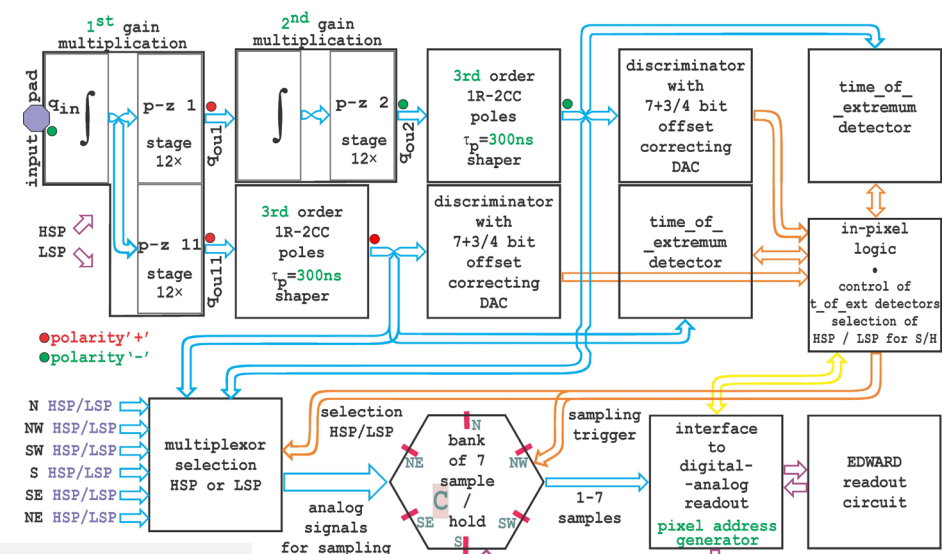 1st gain
multiplication
2nd gain
multiplication
input pad
qin
∫
p-z 1
stage
12×
qou1
∫
p-z 2
stage
12×
qou2
3rd order
1R-2CC
poles
τp=300ns
shaper
discriminator
with
7+3/4 bit
offset
correcting
DAC
time_of_
_extremum
detector
HSP
LSP
p-z 11
stage
12×
qou11
3rd order
1R-2CC
poles
τp=300ns
shaper
discriminator
with
7+3/4 bit
offset
correcting
DAC
time_of_
_extremum
detector
in-pixel
logic
•
control of
t_of_ext detectors
selection of
HSP / LSP for S/H
polarity'+'
polarity'-'
N HSP/LSP
NW HSP/LSP
SW HSP/LSP
S HSP/LSP
SE HSP/LSP
NE HSP/LSP
multiplexor
selection
HSP or LSP
selection
HSP/LSP
analog
signals
for sampling
N
NE
NW
SE
SW
S
bank
of 7
sample
C /
hold
sampling
trigger
1-7
samples
interface
to
digital-
-analog
readout
pixel address
generator
EDWARD
readout
circuit